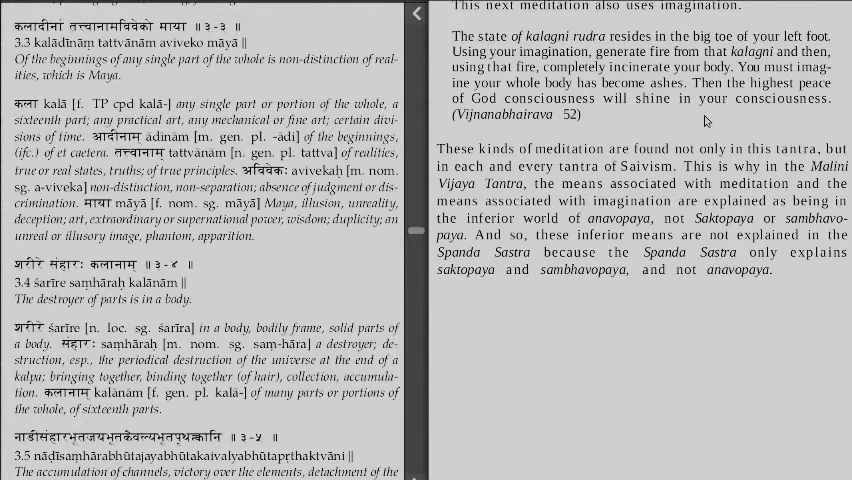 कलादीनां तत्त्वानामविवेको माया ॥ ३-३ ॥
3.3 kalādīnāṃ tattvānām aviveko māyā ||
Of the beginnings of any single part of the whole is non-distinction of real-
ities, which is Maya.
कला kalā [f. TP cpd kalā-] any single part or portion of the whole, a
sixteenth part; any practical art, any mechanical or fine art; certain divi-
sions of time. आदीनाम् ādīnām [m. gen. pl. -ādi] of the beginnings,
(ifc.) of et caetera. तत्त्वानाम् tattvānām [n. gen. pl. tattva] of realities,
true or real states, truths; of true principles. अविवेकः avivekaḥ [m. nom.
sg. a-viveka] non-distinction, non-separation; absence of judgment or dis-
crimination. माया māyā [f. nom. sg. māyā] Maya, illusion, unreality,
deception; art, extraordinary or supernational power, wisdom; duplicity; an
unreal or illusory image, phantom, apparition.
शरीरे संहारः कलानाम् ॥ ३-४ ॥
3.4 śarīre saṃhāraḥ kalānām ||
The destroyer of parts is in a body.
शरीरे śarīre [n. loc. sg. śarīra] in a body, bodily frame, solid parts of
a body. संहारः saṃhāraḥ [m. nom. sg. saṃ-hāra] a destroyer; de-
struction, esp., the periodical destruction of the universe at the end of a
kalpa; bringing together, binding together (of hair), collection, accumula-
tion. कलानाम् kalānām [f. gen. pl. kalā-] of many parts or portions of
the whole, of sixteenth parts.
नाडीसंहारभूतजयभूतकैवल्यभूतपृथक्त्वानि ॥ ३-५ ॥
3.5 nāḍīsaṃhārabhūtajayabhūtakaivalyabhūtapṛthaktvāni ||
The accumulation of channels, victory over the elements, detachment of the
This next meditation also uses imagination.
The state of kalagni rudra resides in the big toe of your left foot.
Using your imagination, generate fire from that kalagni and then,
using that fire, completely incinerate your body. You must imag-
ine your whole body has become ashes. Then the highest peace
of God consciousness will shine in your consciousness.
(Vijnanabhairava 52)
These kinds of meditation are found not only in this tantra, but
in each and every tantra of Saivism. This is why in the Malini
Vijaya Tantra, the means associated with meditation and the
means associated with imagination are explained as being in
the inferior world of anavopaya, not Saktopaya or sambhavo-
paya. And so, these inferior means are not explained in the
Spanda Sastra because the Spanda Sastra only explains
saktopaya and sambhavopaya, and not anavopaya.